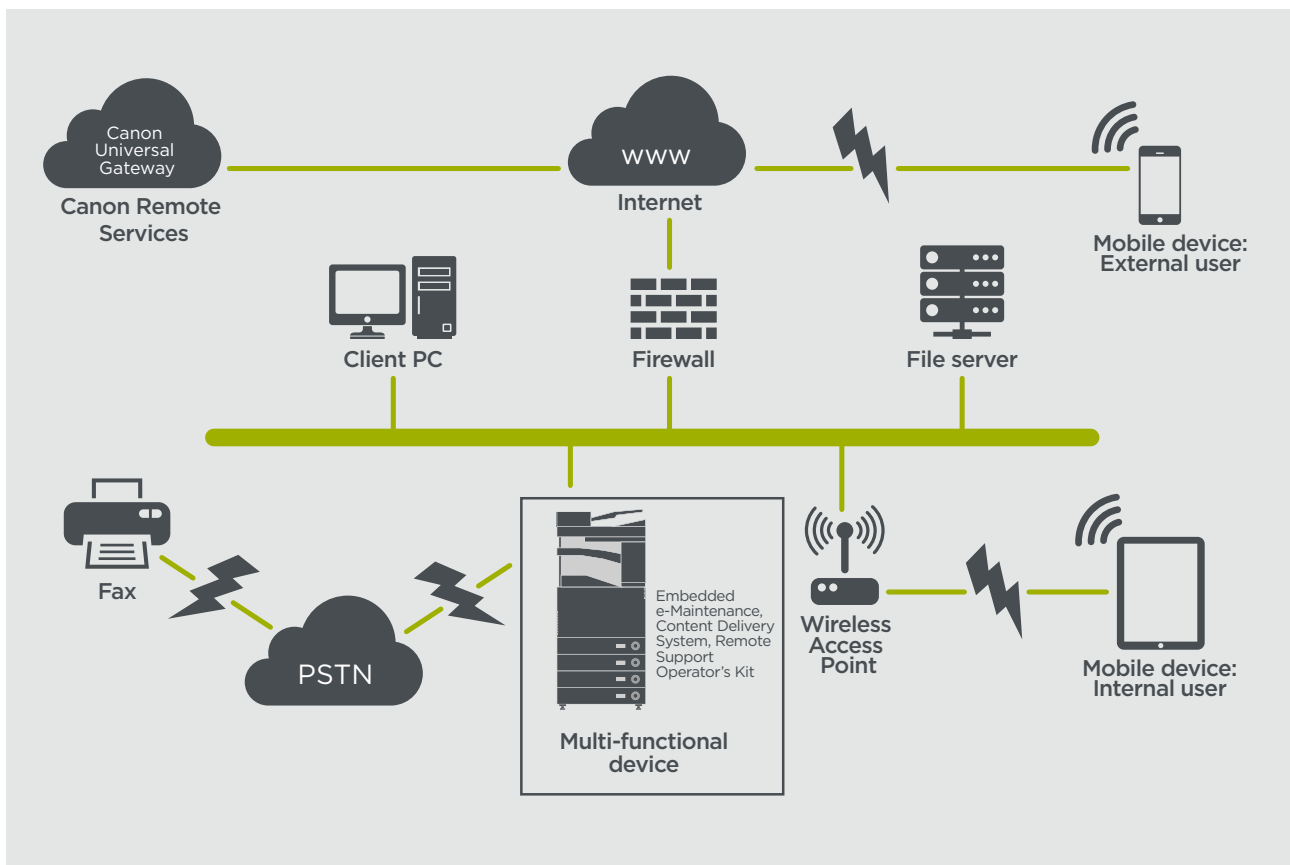 Canon
Universal
Gateway
Canon Remote
Services
www
Internet
Mobile device:
External user
Client PC
Firewall
File server
Fax
PSTN
Embedded
e-Maintenance,
Content Delivery
System, Remote
Support
Operator's Kit
Multi-functional
device
Wireless
Access
Point
Mobile device:
Internal user